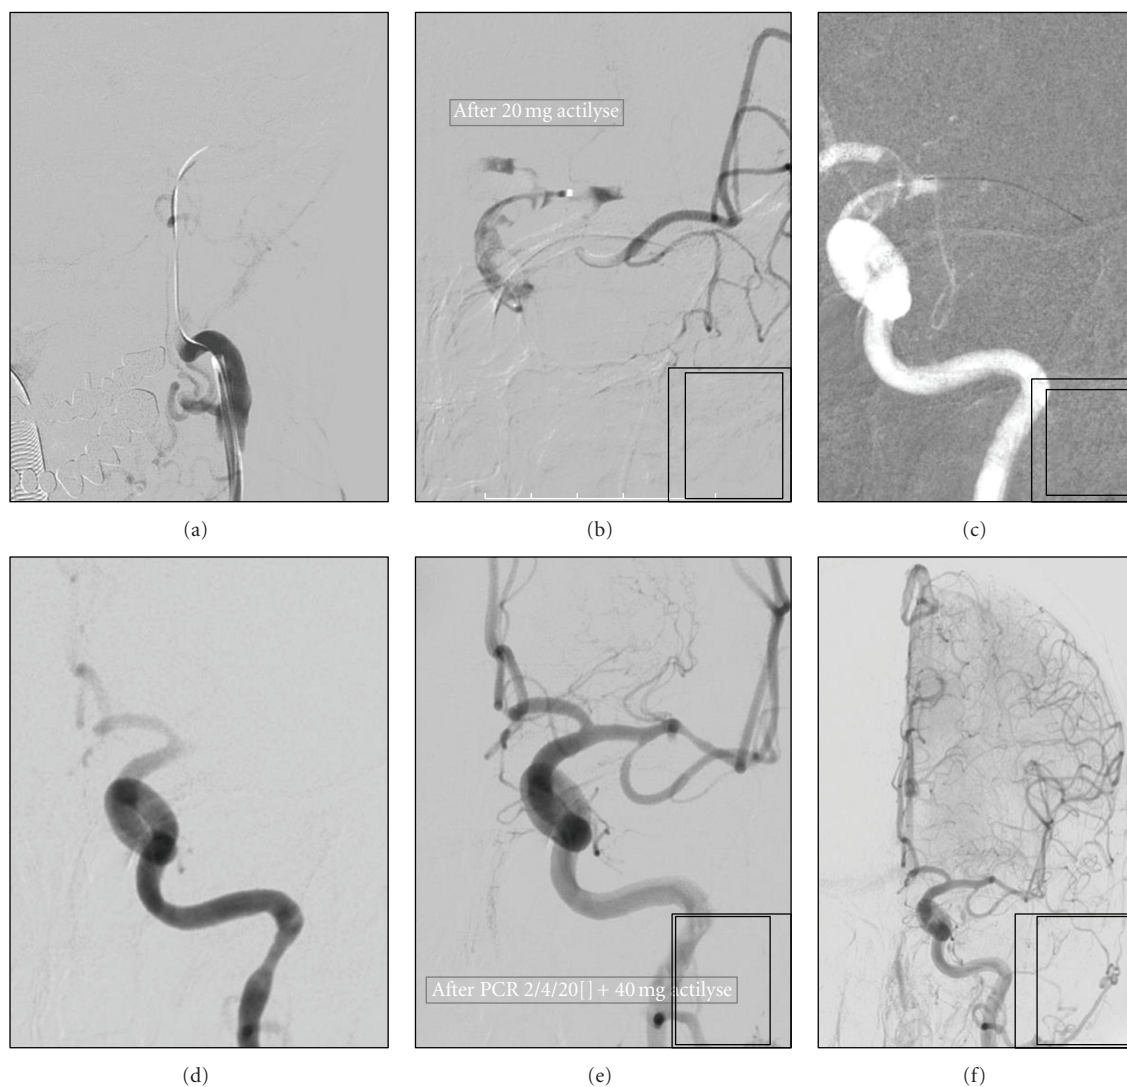 After 20 mg actilyse
(a)
(b)
(c)
After PCR 2/4/20[] + 40 mg actilyse
(d)
(e)
(f)